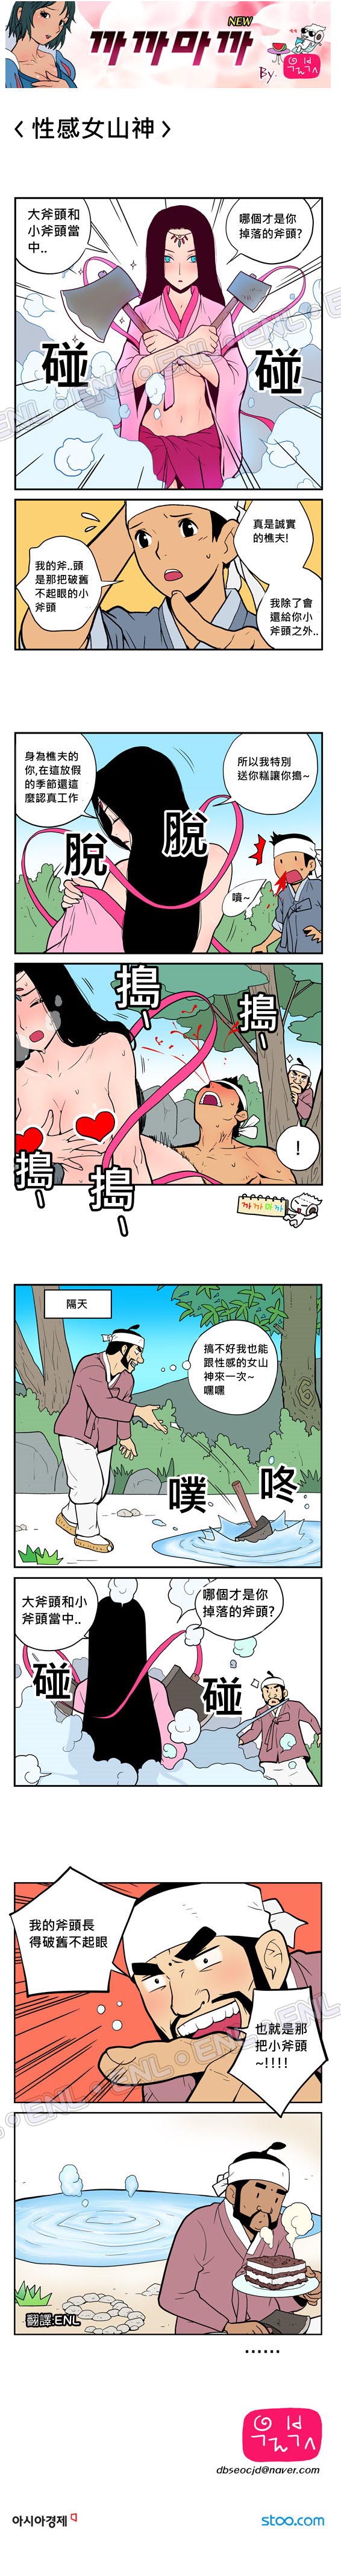 NEW
까까마까
By.
< 性感女山神 >
大斧頭和
小斧頭當
中..
哪個才是你
掉落的斧頭?
碰
碰
ENL
真是誠實
的樵夫!
我的斧..頭
是那把破舊
不起眼的小
斧頭
我除了會
還給你小
斧頭之外..
身為樵夫的
你,在這放假
的季節還這
麼認真工作
所以我特別
送你糕讓你搗~
脫
脫
噴~
搗~
搗~
!
搗~
搗~
까까마까
隔天
搞不好我也能
跟性感的女山
神來一次~
嘿嘿
噗
咚
大斧頭和小
斧頭當中..
哪個才是你
掉落的斧頭?
碰
碰
我的斧頭長
得破舊不起眼
也就是那
把小斧頭
~!!!!
ENL
翻譯:ENL
......
dbseocjd@naver.com
아시아경제
stoo.com